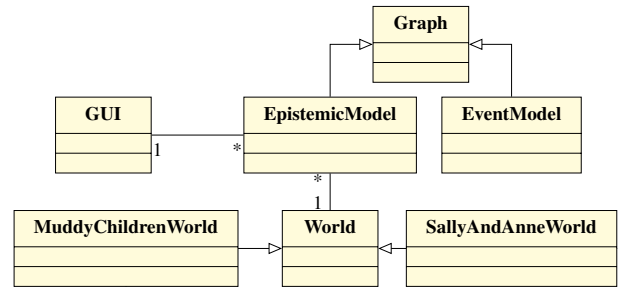 Graph
GUI
EpistemicModel
EventModel
1
*
*
1
MuddyChildrenWorld
World
SallyAndAnneWorld